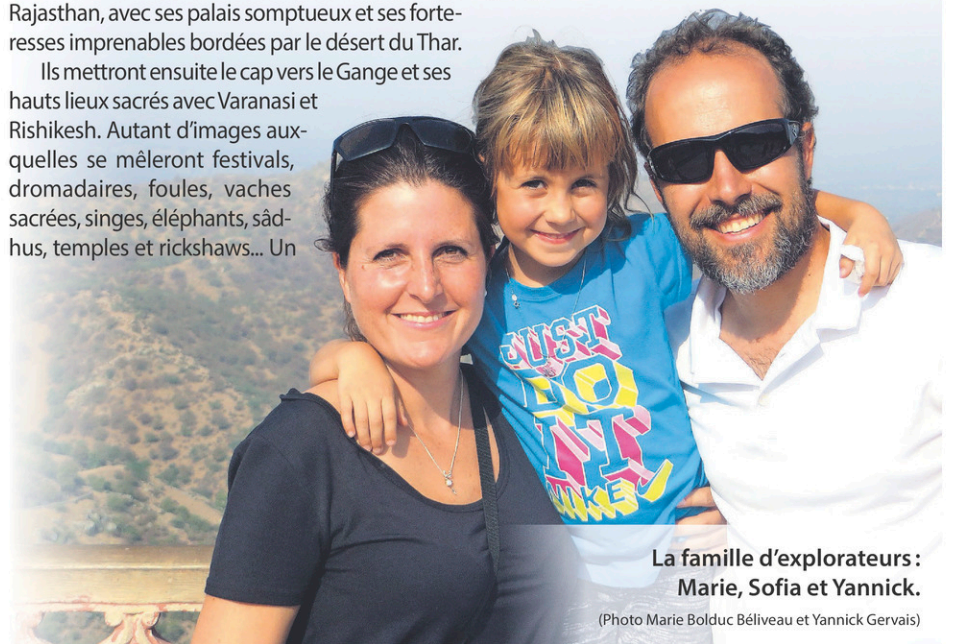 Rajasthan, avec ses palais somptueux et ses forte-
resses imprenables bordées par le désert du Thar.
Ils mettront ensuite le cap vers le Gange et ses
hauts lieux sacrés avec Varanasi et
Rishikesh. Autant d’images aux-
quelles se mêleront festivals,
dromadaires, foules, vaches
sacrées, singes, éléphants, sâd-
hus, temples et rickshaws... Un
JUST
DO
IT
NIKE
La famille d’explorateurs :
Marie, Sofia et Yannick.
(Photo Marie Bolduc Béliveau et Yannick Gervais)